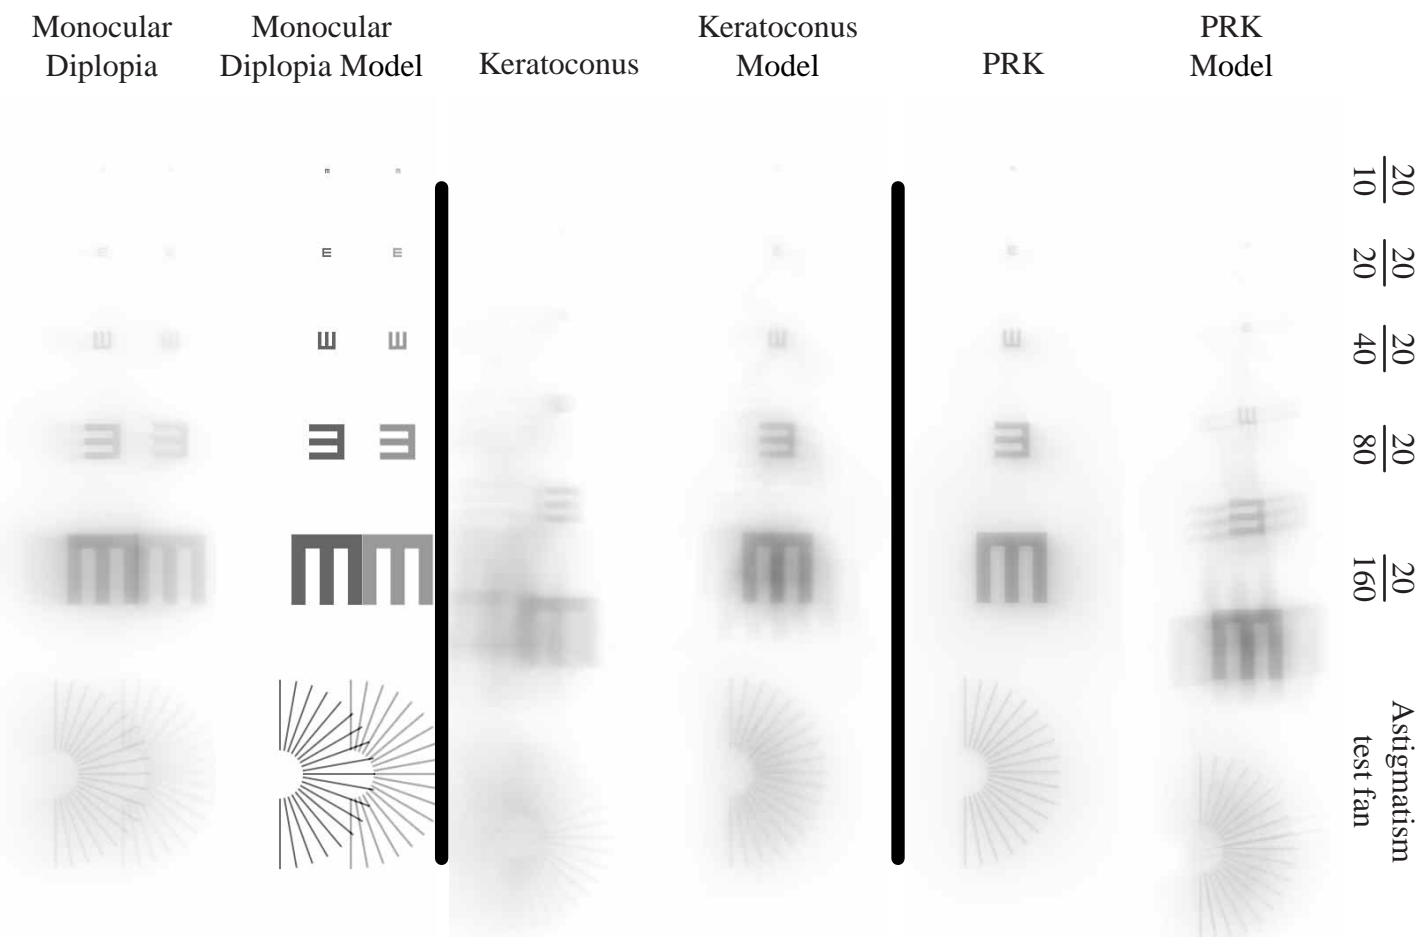 Monocular
Diplopia
Monocular
Diplopia Model
Keratoconus
Keratoconus
Model
PRK
PRK
Model
20
10
20
20
20
40
20
80
20
160
Astigmatism
test fan